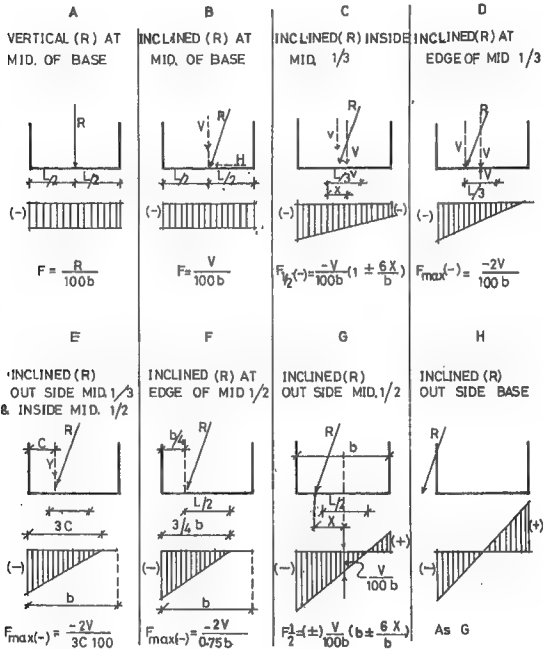 A
VERTICAL (R) AT
MID. OF BASE
R
L/2 L/2
(-)
F = R/100b
B
INCLINED (R) AT
MID. OF BASE
R
V
H
L/2 L/2
(-)
F= V/100b
C
INCLINED(R) INSIDE
MID, 1/3
R
V
V
L/3 v
x
(-) (-)
F1/2(-)= -V/100b (1 ± 6X/b)
D
INCLINED(R) AT
EDGE OF MID 1/3
R
V
V
L/3
(-)
Fmax(-) = -2V/100b
E
INCLINED (R)
OUT SIDE MID.1/3
& INSIDE MID. 1/2
C
R
V
3C
(-)
b
Fmax(-) = -2V/3C 100
F
INCLINED (R) AT
EDGE OF MID 1/2
b/4
R
L/2
3/4 b
(-)
b
Fmax(-)= -2V/0.75b
G
INCLINED(R)
OUT SIDE MID.1/2
R
b
L/2
X
(+)
(-)
V/100b
F1/2=(±) V/100b (b ± 6X/b)
H
INCLINED (R)
OUT SIDE BASE
R
(+)
(-)
As G